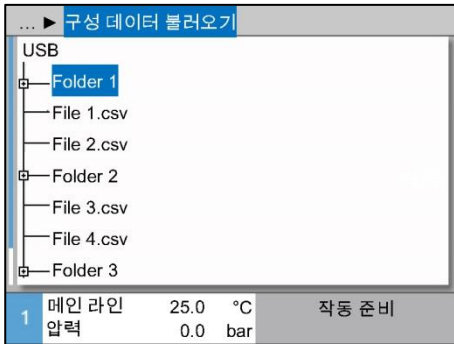 ... ► 구성 데이터 불러오기
USB
Folder 1
File 1.csv
File 2.csv
Folder 2
File 3.csv
File 4.csv
Folder 3
1 메인 라인 25.0 °C 작동 준비
압력 0.0 bar